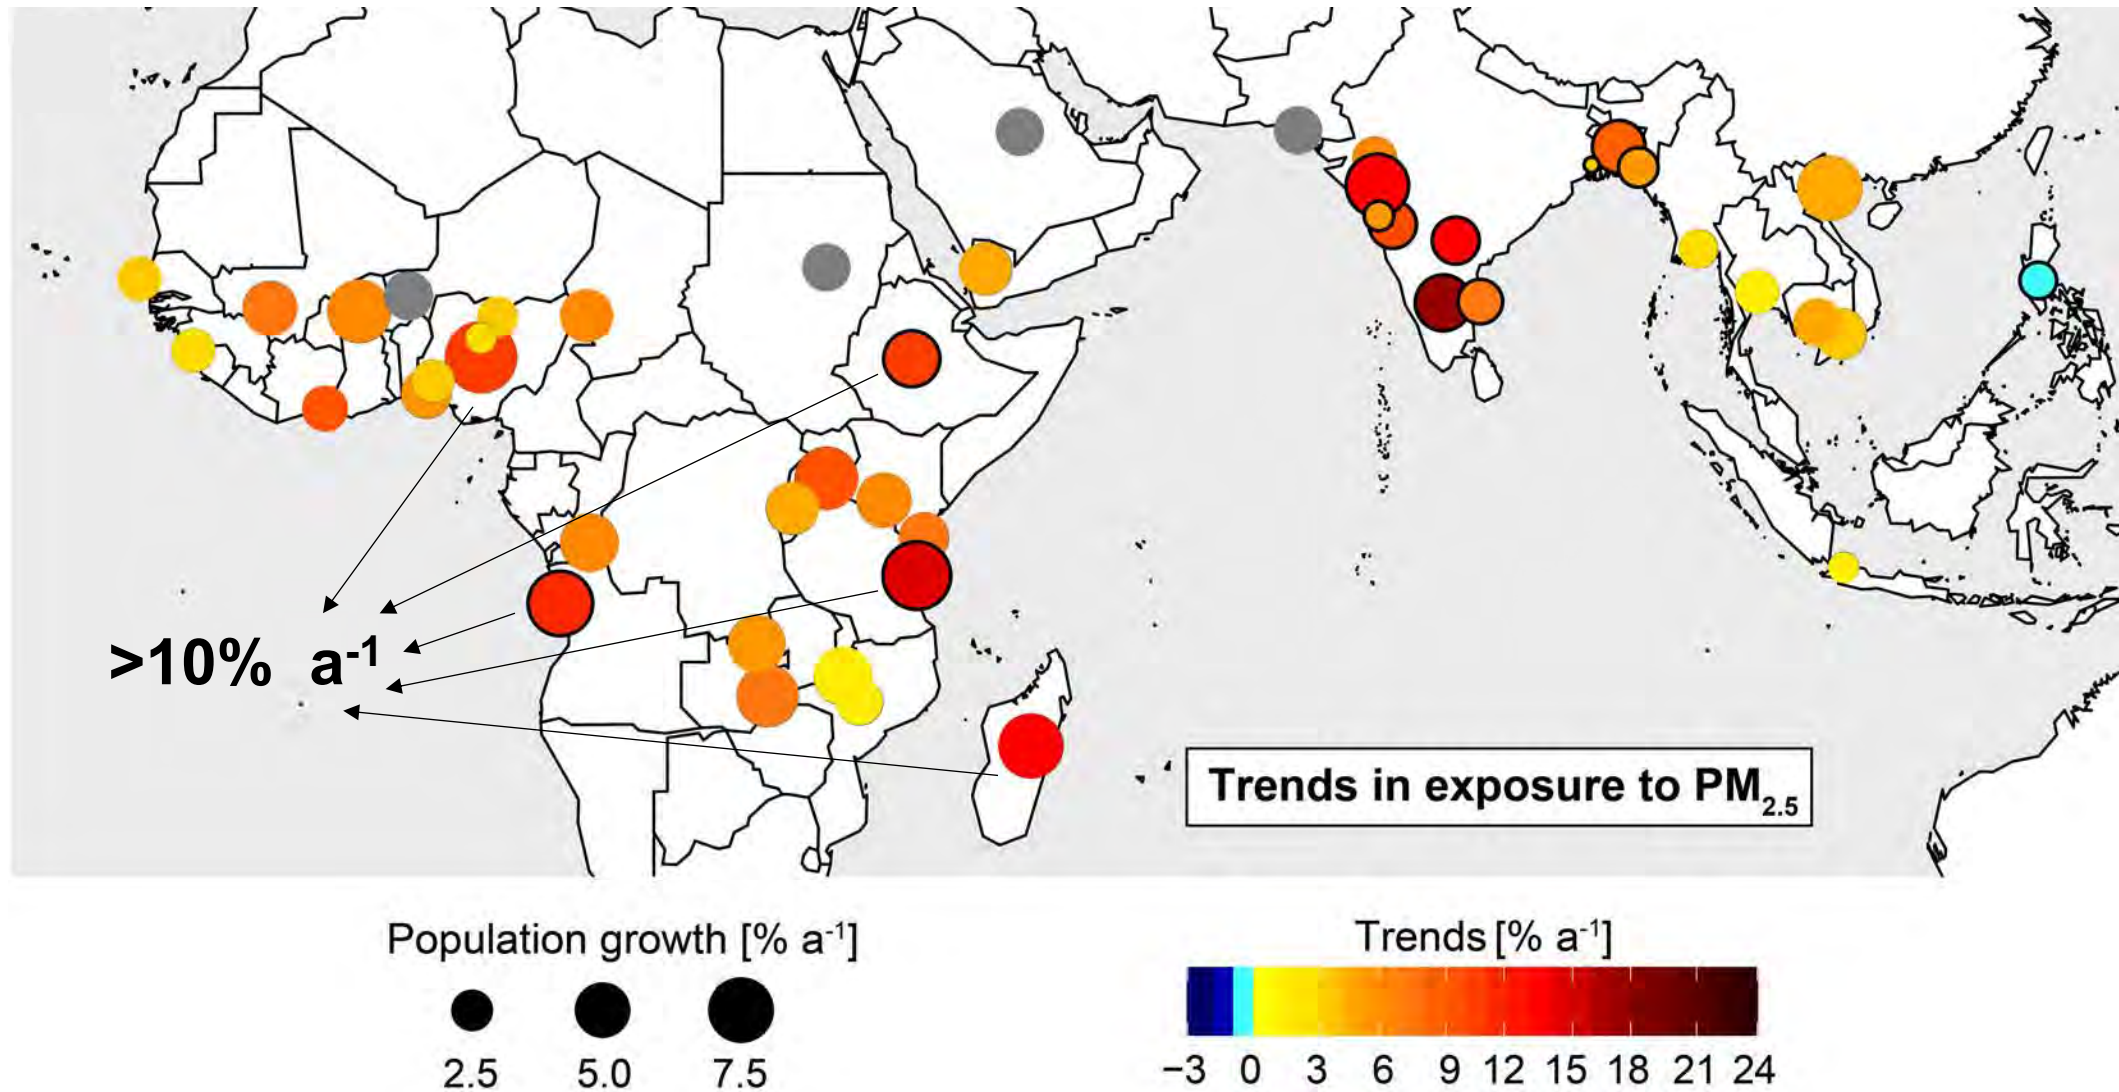 >10% a⁻¹
Trends in exposure to PM₂.₅
Population growth [% a⁻¹]
2.5 5.0 7.5
Trends [% a⁻¹]
−3 0 3 6 9 12 15 18 21 24